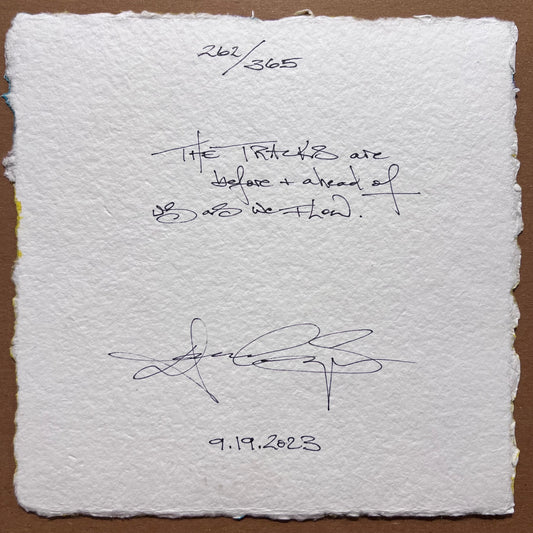 262/365
THE TRACKS are
before + ahead of
us as we FLOW.
9.19.2023